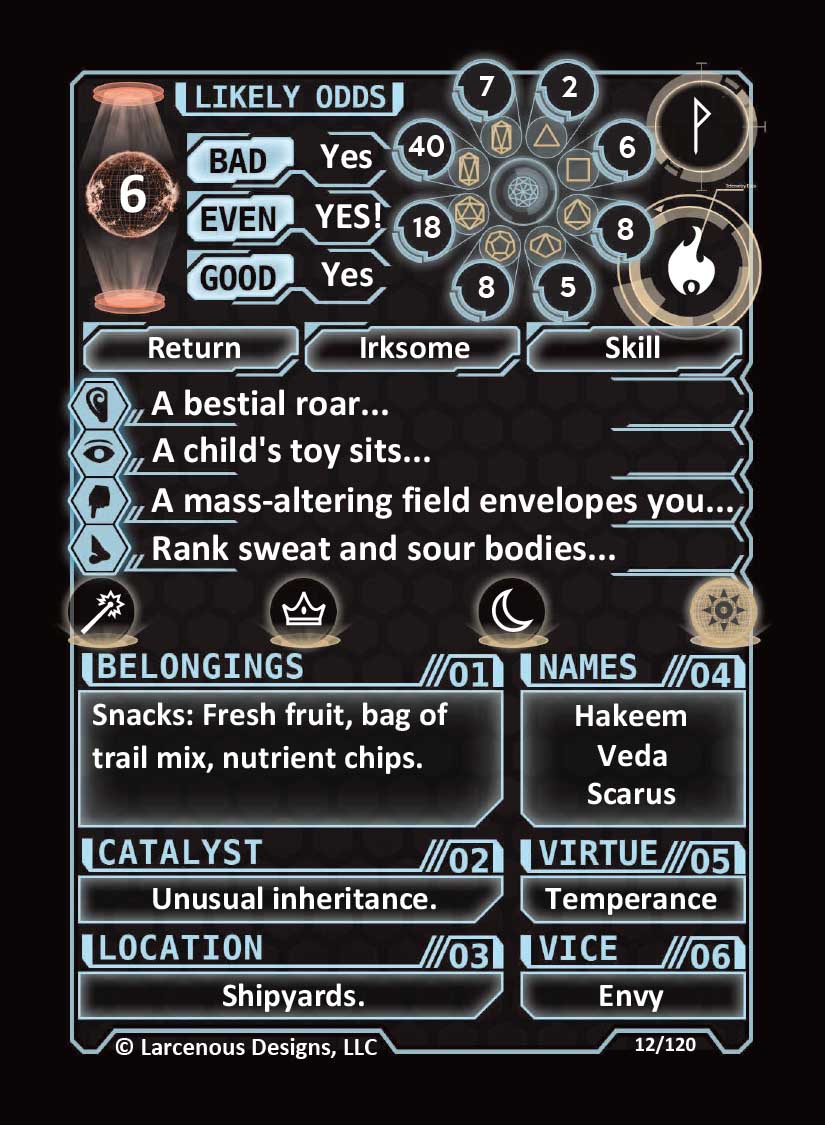 LIKELY ODDS
6
BAD Yes
EVEN YES!
GOOD Yes
7
2
40
6
18
8
8
5
Return Irksome Skill
A bestial roar...
A child's toy sits...
A mass-altering field envelopes you...
Rank sweat and sour bodies...
BELONGINGS ///01
Snacks: Fresh fruit, bag of
trail mix, nutrient chips.
NAMES ///04
Hakeem
Veda
Scarus
CATALYST ///02
Unusual inheritance.
VIRTUE ///05
Temperance
LOCATION ///03
Shipyards.
VICE ///06
Envy
© Larcenous Designs, LLC
12/120